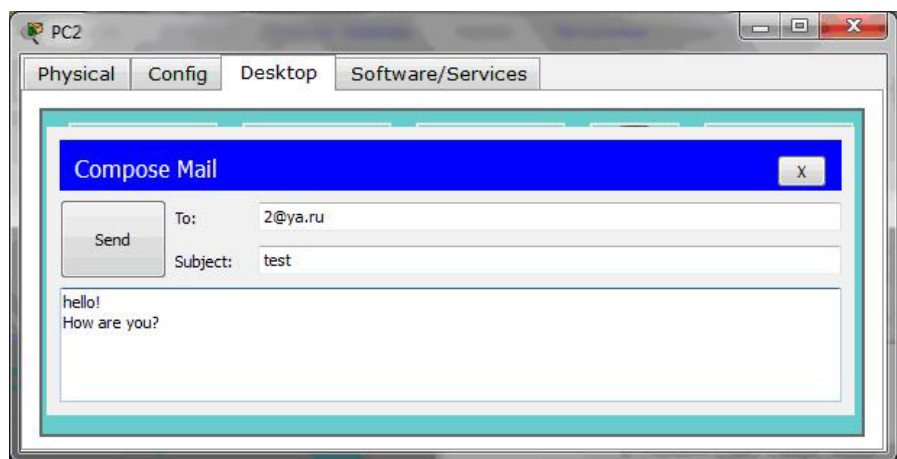 PC2
Physical Config Desktop Software/Services
Compose Mail X
Send
To: 2@ya.ru
Subject: test
hello!
How are you?